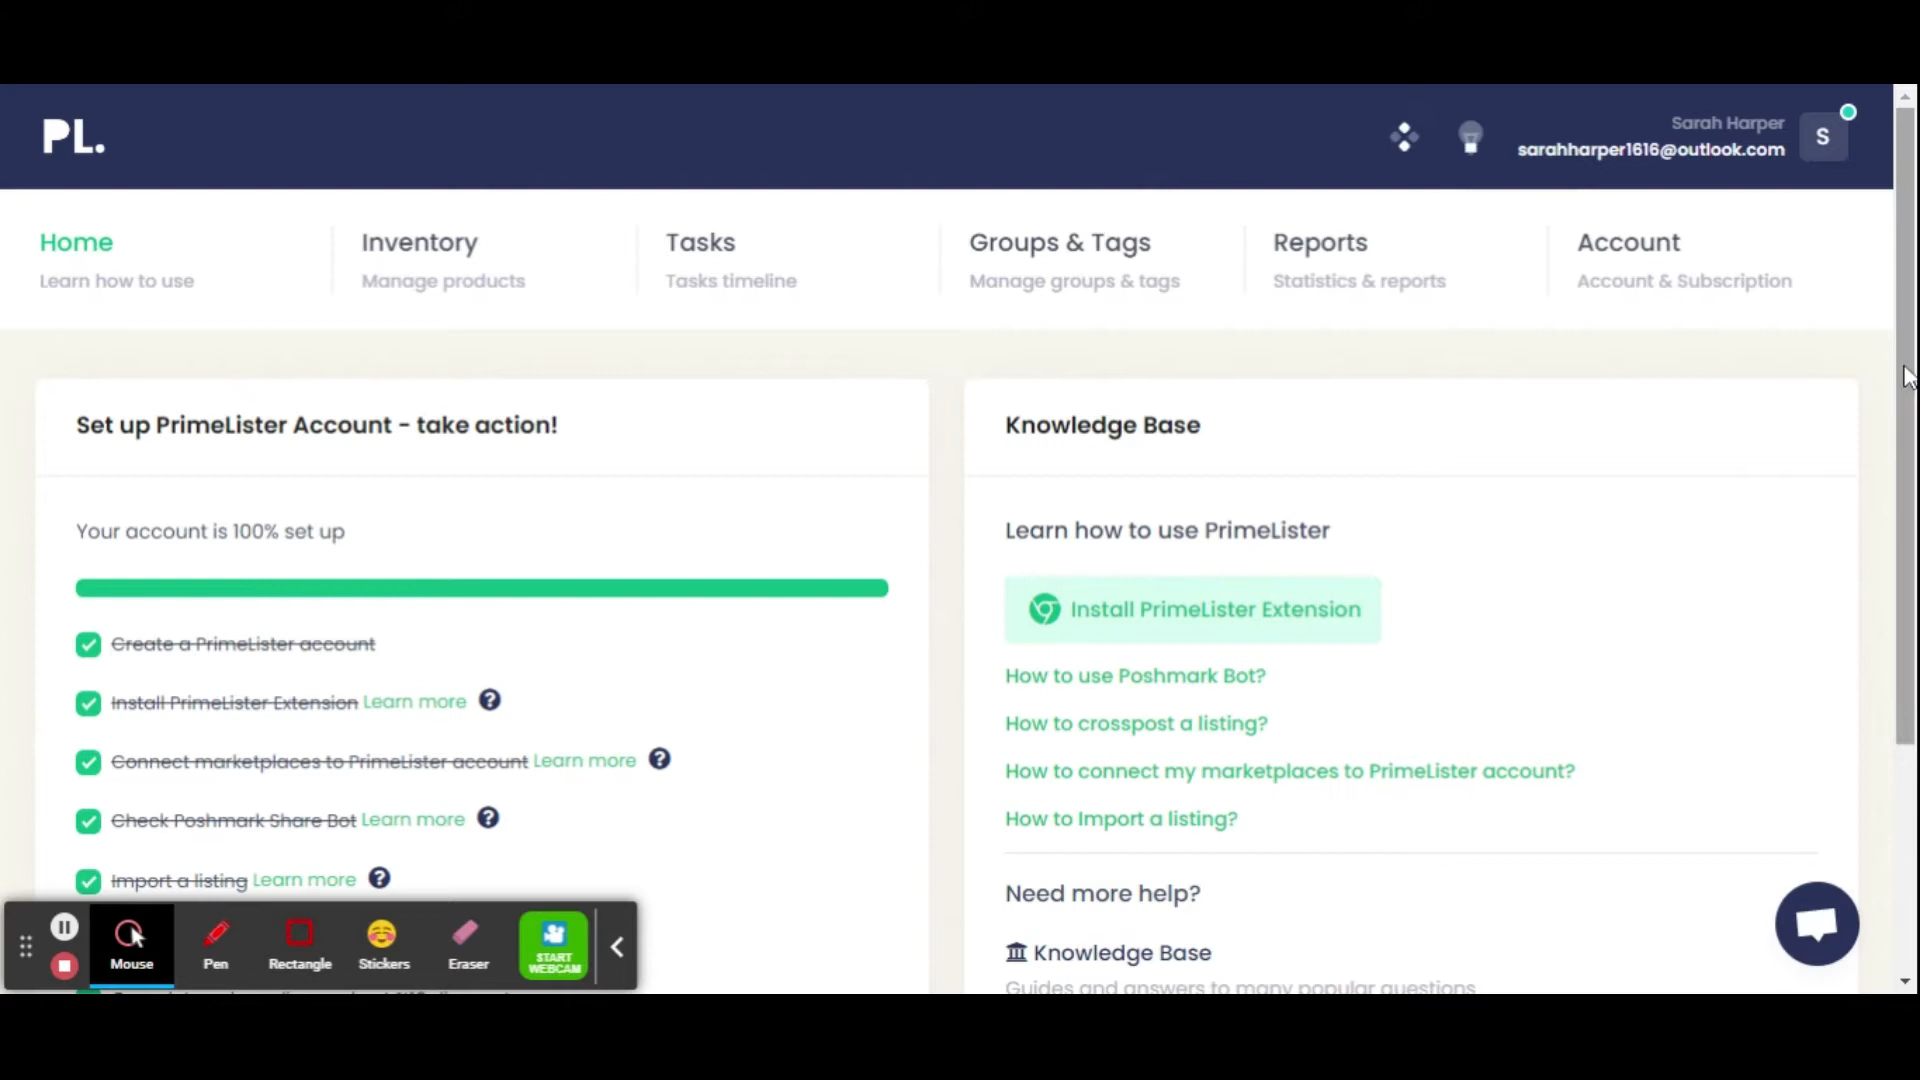 PL.
Sarah Harper
sarahharper1616@outlook.com
S
Home
Learn how to use
Inventory
Manage products
Tasks
Tasks timeline
Groups & Tags
Manage groups & tags
Reports
Statistics & reports
Account
Account & Subscription
Set up PrimeLister Account - take action!
Your account is 100% set up
Create a PrimeLister account
Install PrimeLister Extension Learn more ?
Connect marketplaces to PrimeLister account Learn more ?
Check Poshmark Share Bot Learn more ?
Import a listing Learn more ?
Knowledge Base
Learn how to use PrimeLister
Install PrimeLister Extension
How to use Poshmark Bot?
How to crosspost a listing?
How to connect my marketplaces to PrimeLister account?
How to Import a listing?
Need more help?
Knowledge Base
Guides and answers to many popular questions
Mouse
Pen
Rectangle
Stickers
Eraser
START
WEBCAM